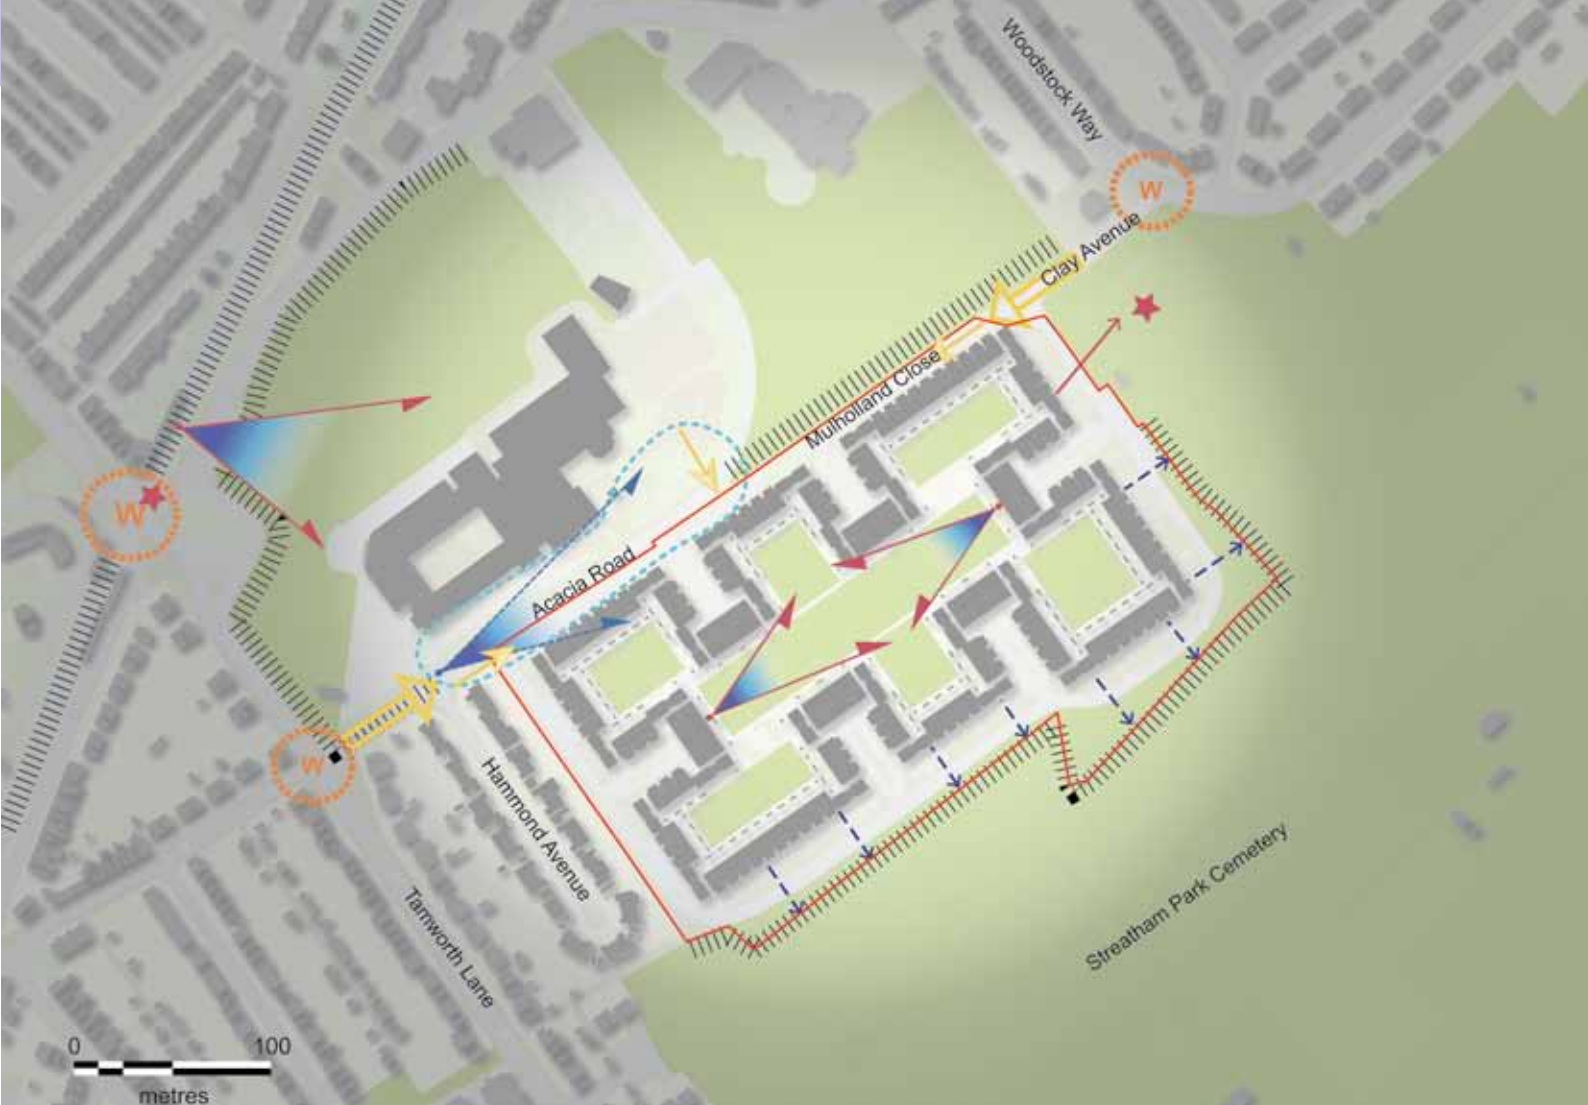 Woodstock Way
W
Clay Avenue
Mulholland Close
W
Acacia Road
W
Hammond Avenue
Tamworth Lane
Streatham Park Cemetery
0 100
metres